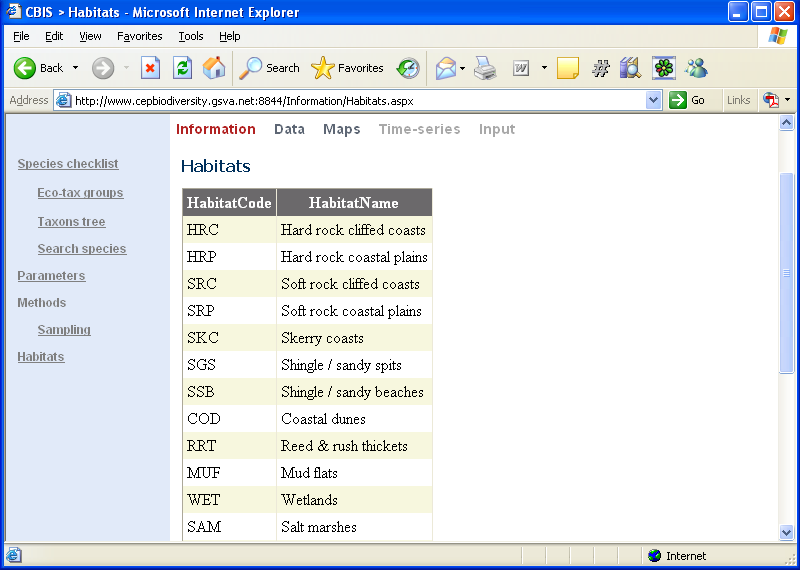 CBIS > Habitats - Microsoft Internet Explorer
File Edit View Favorites Tools Help
Back Search Favorites
Address http://www.cepbiodiversity.gsva.net:8844/Information/Habitats.aspx Go Links
Information Data Maps Time-series Input
Species checklist
Eco-tax groups
Taxons tree
Search species
Parameters
Methods
Sampling
Habitats
Habitats
HabitatCode HabitatName
HRC Hard rock cliffed coasts
HRP Hard rock coastal plains
SRC Soft rock cliffed coasts
SRP Soft rock coastal plains
SKC Skerry coasts
SGS Shingle / sandy spits
SSB Shingle / sandy beaches
COD Coastal dunes
RRT Reed & rush thickets
MUF Mud flats
WET Wetlands
SAM Salt marshes
Internet